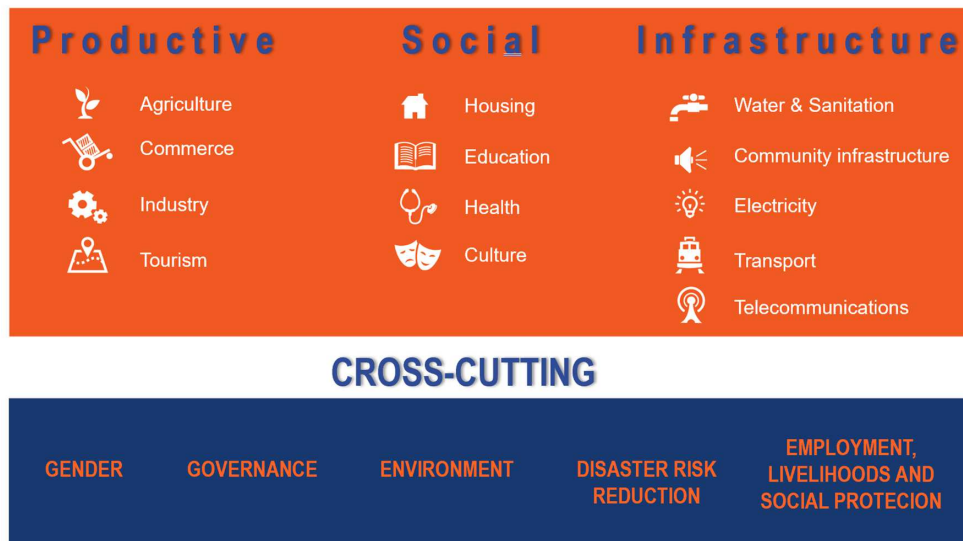 Productive
Agriculture
Commerce
Industry
Tourism
Social
Housing
Education
Health
Culture
Infrastructure
Water & Sanitation
Community infrastructure
Electricity
Transport
Telecommunications
CROSS-CUTTING
GENDER
GOVERNANCE
ENVIRONMENT
DISASTER RISK
REDUCTION
EMPLOYMENT,
LIVELIHOODS AND
SOCIAL PROTECION